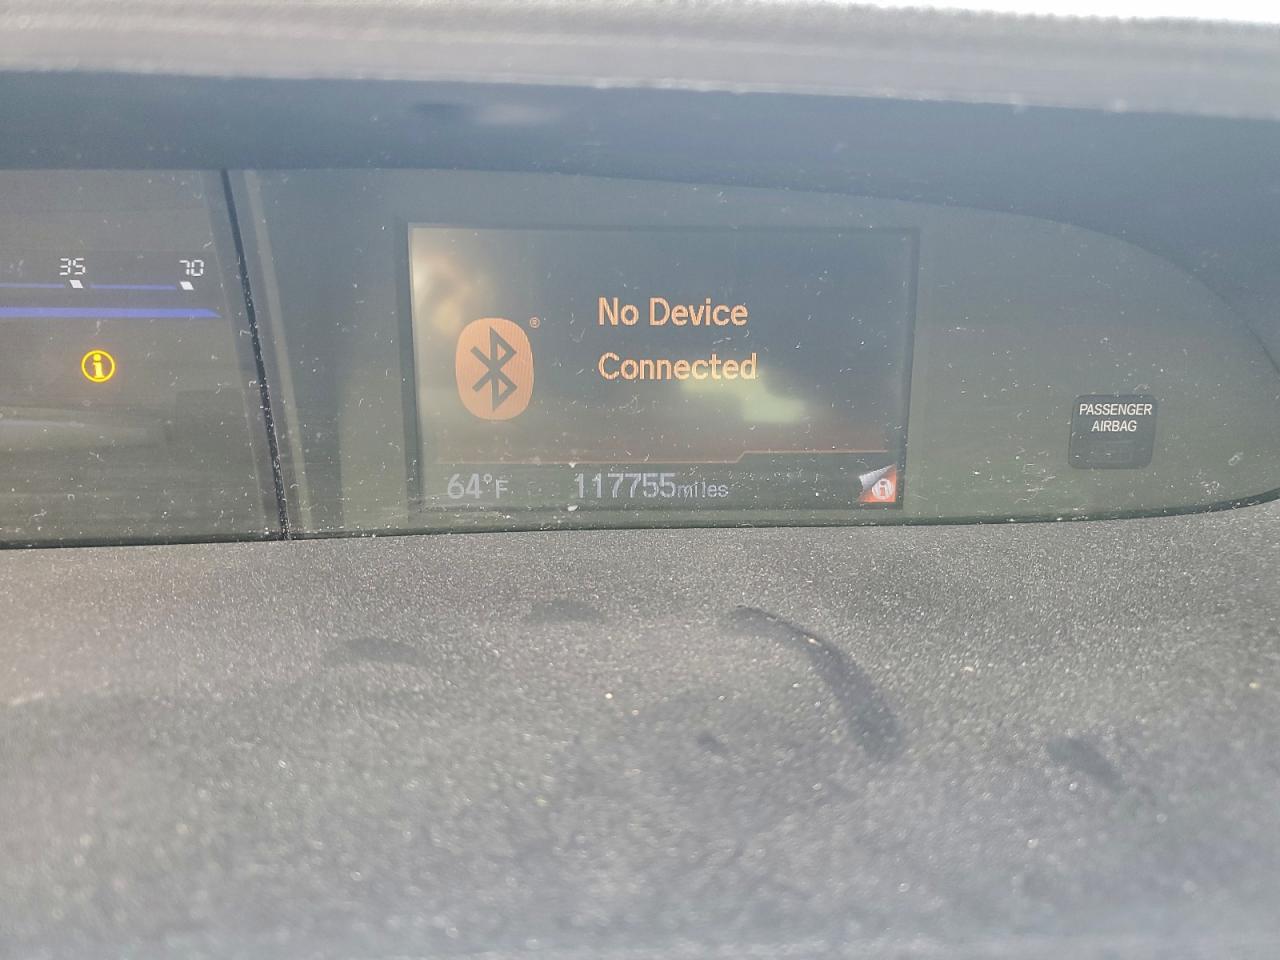 35 70
No Device
Connected
PASSENGER
AIRBAG
64°F 117755miles